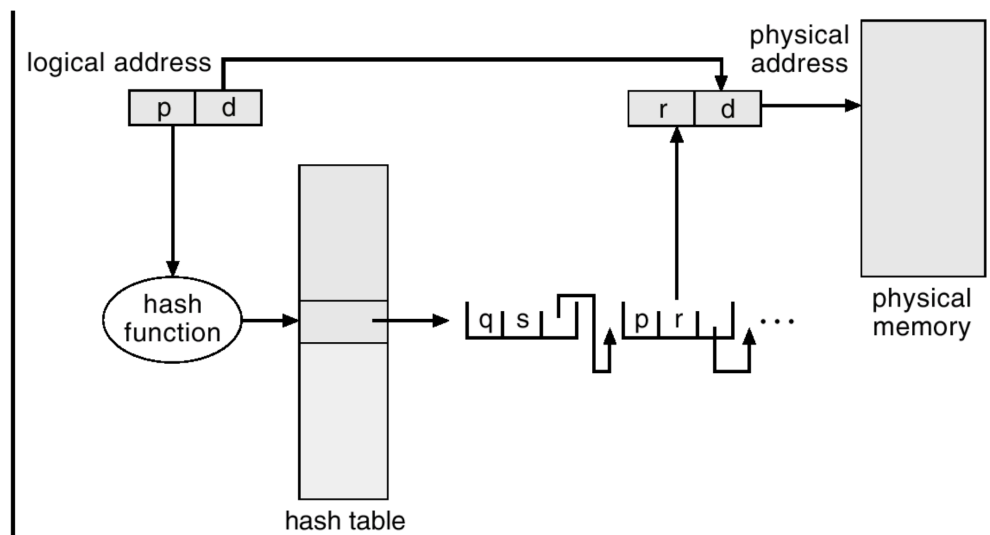 logical address
physical
address
p d
r d
hash
function
q s
p r
...
physical
memory
hash table